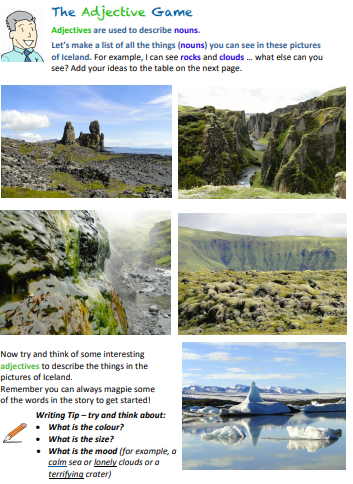 The Adjective Game
Adjectives are used to describe nouns.
Let's make a list of all the things (nouns) you can see in these pictures
of Iceland. For example, I can see rocks and clouds … what else can you
see? Add your ideas to the table on the next page.
Now try and think of some interesting
adjectives to describe the things in the
pictures of Iceland.
Remember you can always magpie some
of the words in the story to get started!
Writing Tip – try and think about:
• What is the colour?
• What is the size?
• What is the mood (for example, a
calm sea or lonely clouds or a
terrifying crater)